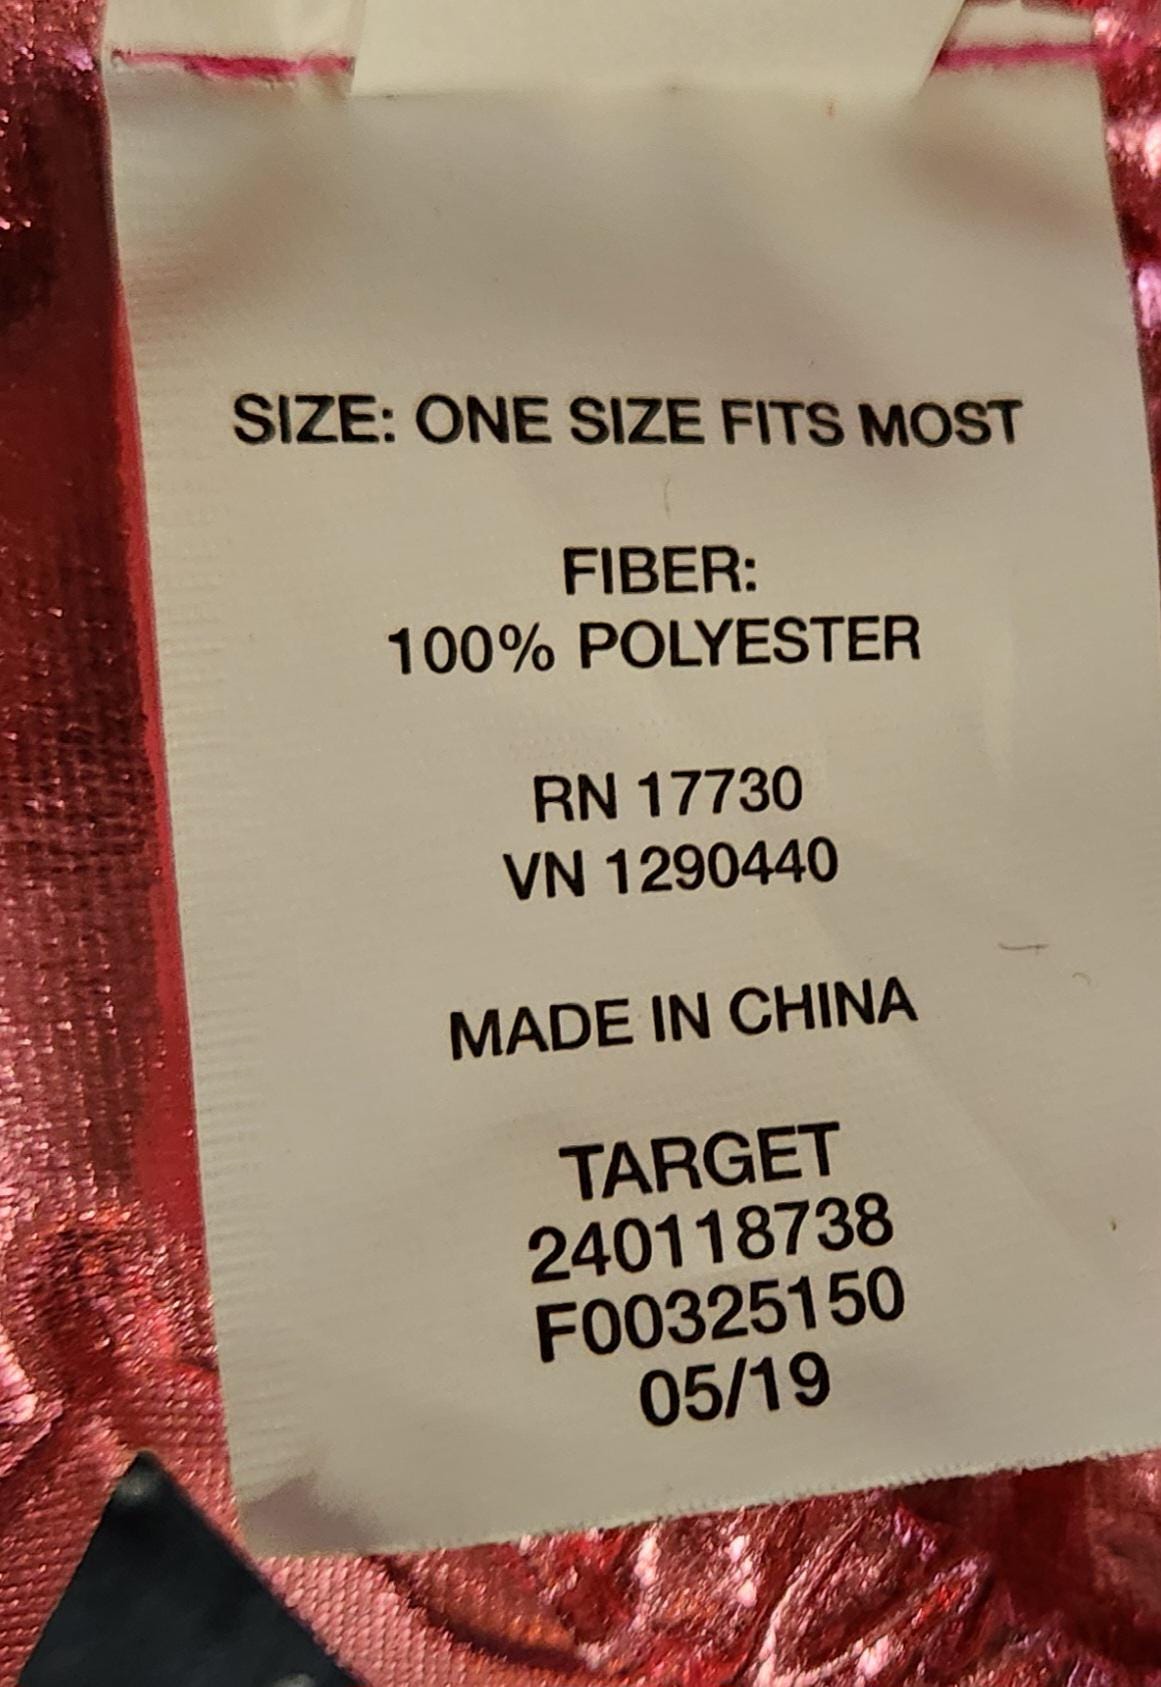 SIZE: ONE SIZE FITS MOST
FIBER:
100% POLYESTER
RN 17730
VN 1290440
MADE IN CHINA
TARGET
240118738
F00325150
05/19